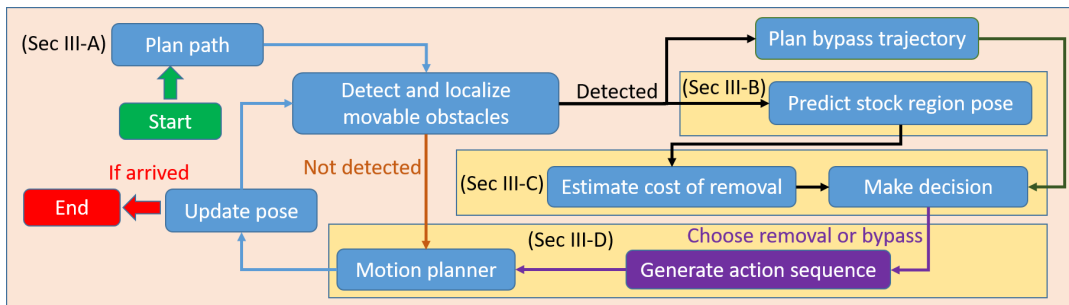 (Sec III-A)
Plan path
Start
Detect and localize
movable obstacles
Detected
Plan bypass trajectory
(Sec III-B)
Predict stock region pose
Not detected
(Sec III-C)
Estimate cost of removal
Make decision
If arrived
End
Update pose
Choose removal or bypass
(Sec III-D)
Motion planner
Generate action sequence